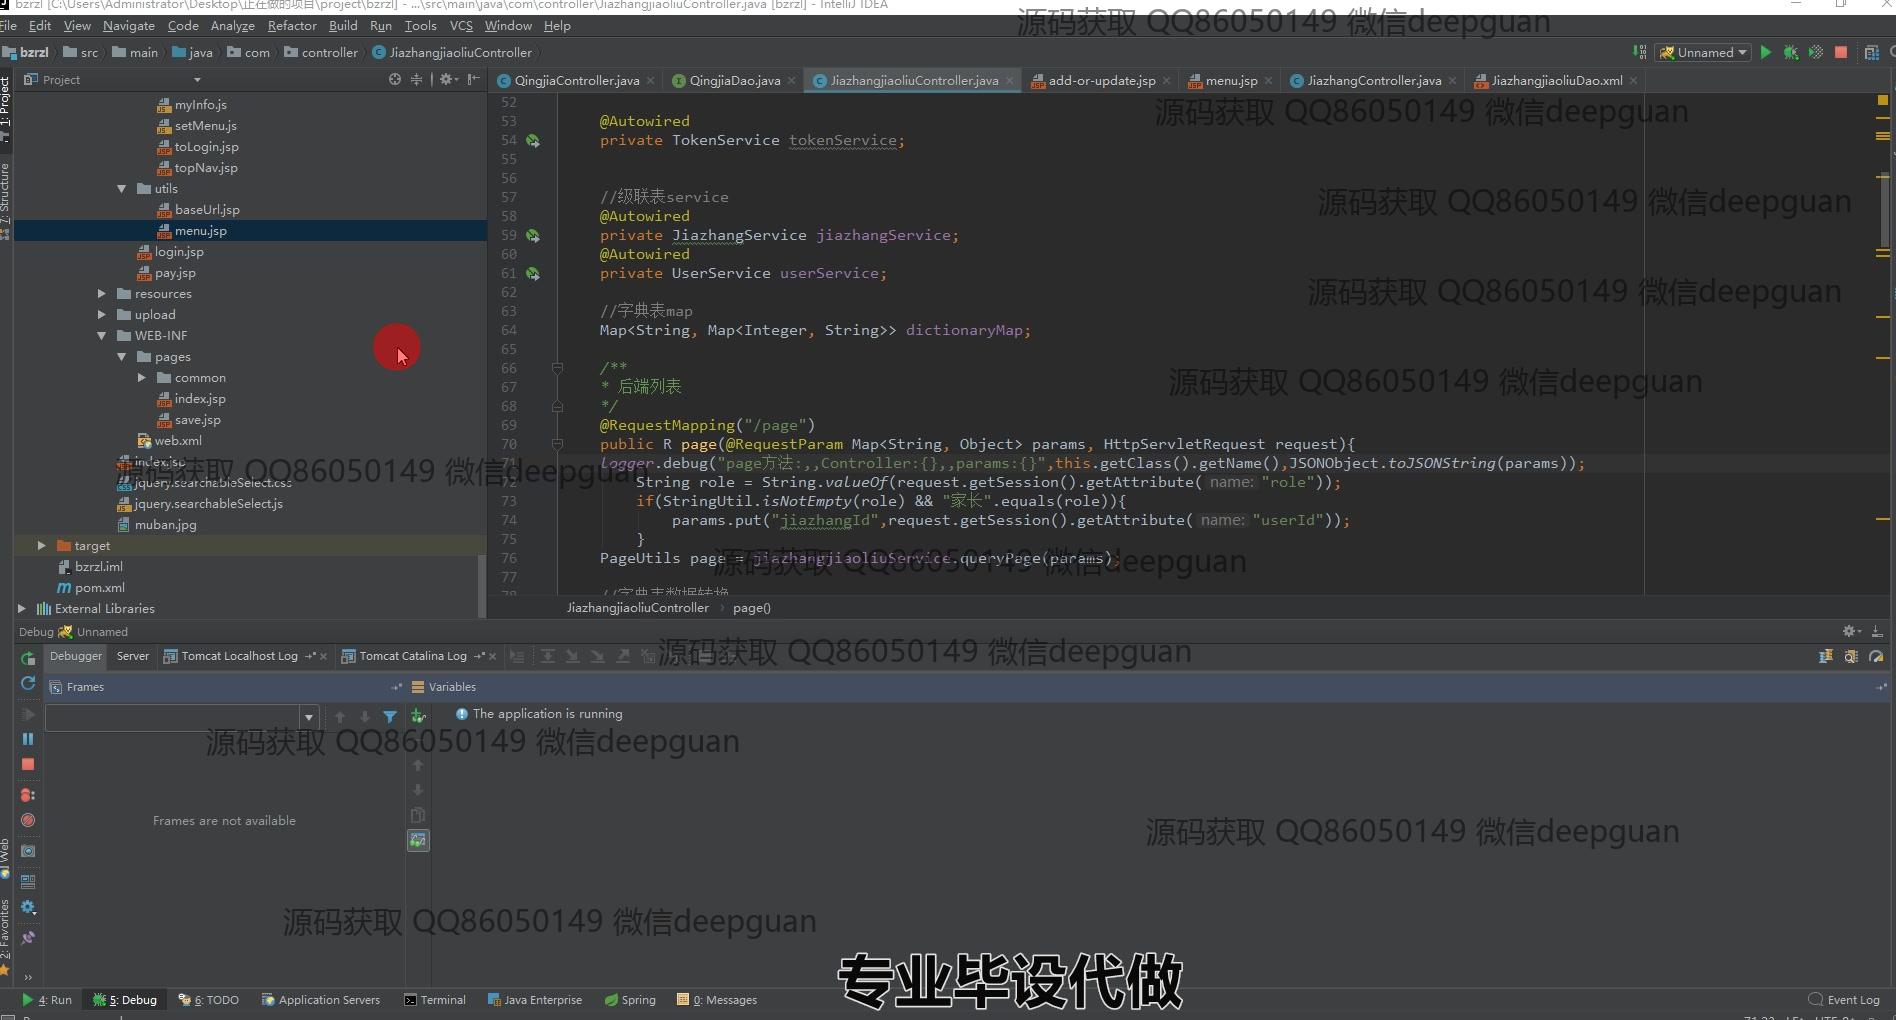 bzrzl [C:\Users\Administrator\Desktop\正在做的项目\project\bzrzl] - ...\src\main\java\com\controller\JiazhangjiaoliuController.java [bzrzl] - IntelliJ IDEA
File Edit View Navigate Code Analyze Refactor Build Run Tools VCS Window Help
源码获取 QQ86050149 微信deepguan
bzrzl src main java com controller JiazhangjiaoliuController
Unnamed
Project
QingjiaController.java QingjiaDao.java JiazhangjiaoliuController.java add-or-update.jsp menu.jsp JiazhangController.java JiazhangjiaoliuDao.xml
1: Project
7: Structure
Web
2: Favorites
myInfo.js
setMenu.js
toLogin.jsp
topNav.jsp
utils
baseUrl.jsp
menu.jsp
login.jsp
pay.jsp
resources
upload
WEB-INF
pages
common
index.jsp
save.jsp
web.xml
index.jsp
jquery.searchableSelect.css
jquery.searchableSelect.js
muban.jpg
target
bzrzl.iml
pom.xml
External Libraries
52
53 @Autowired
54 private TokenService tokenService;
55
56
57 //级联表service
58 @Autowired
59 private JiazhangService jiazhangService;
60 @Autowired
61 private UserService userService;
62
63 //字典表map
64 Map<String, Map<Integer, String>> dictionaryMap;
65
66 /**
67 * 后端列表
68 */
69 @RequestMapping("/page")
70 public R page(@RequestParam Map<String, Object> params, HttpServletRequest request){
71 logger.debug("page方法:,,Controller:{},,params:{}",this.getClass().getName(),JSONObject.toJSONString(params));
72 String role = String.valueOf(request.getSession().getAttribute( name: "role"));
73 if(StringUtil.isNotEmpty(role) && "家长".equals(role)){
74 params.put("jiazhangId",request.getSession().getAttribute( name: "userId"));
75 }
76 PageUtils page = jiazhangjiaoliuService.queryPage(params);
77
78 //字典表数据转换
源码获取 QQ86050149 微信deepguan
源码获取 QQ86050149 微信deepguan
源码获取 QQ86050149 微信deepguan
源码获取 QQ86050149 微信deepguan
源码获取 QQ86050149 微信deepguan
源码获取 QQ86050149 微信deepguan
JiazhangjiaoliuController page()
Debug Unnamed
源码获取 QQ86050149 微信deepguan
Debugger Server Tomcat Localhost Log Tomcat Catalina Log
Frames Variables
The application is running
源码获取 QQ86050149 微信deepguan
Frames are not available
源码获取 QQ86050149 微信deepguan
源码获取 QQ86050149 微信deepguan
专业毕设代做
4: Run 5: Debug 6: TODO Application Servers Terminal Java Enterprise Spring 0: Messages Event Log